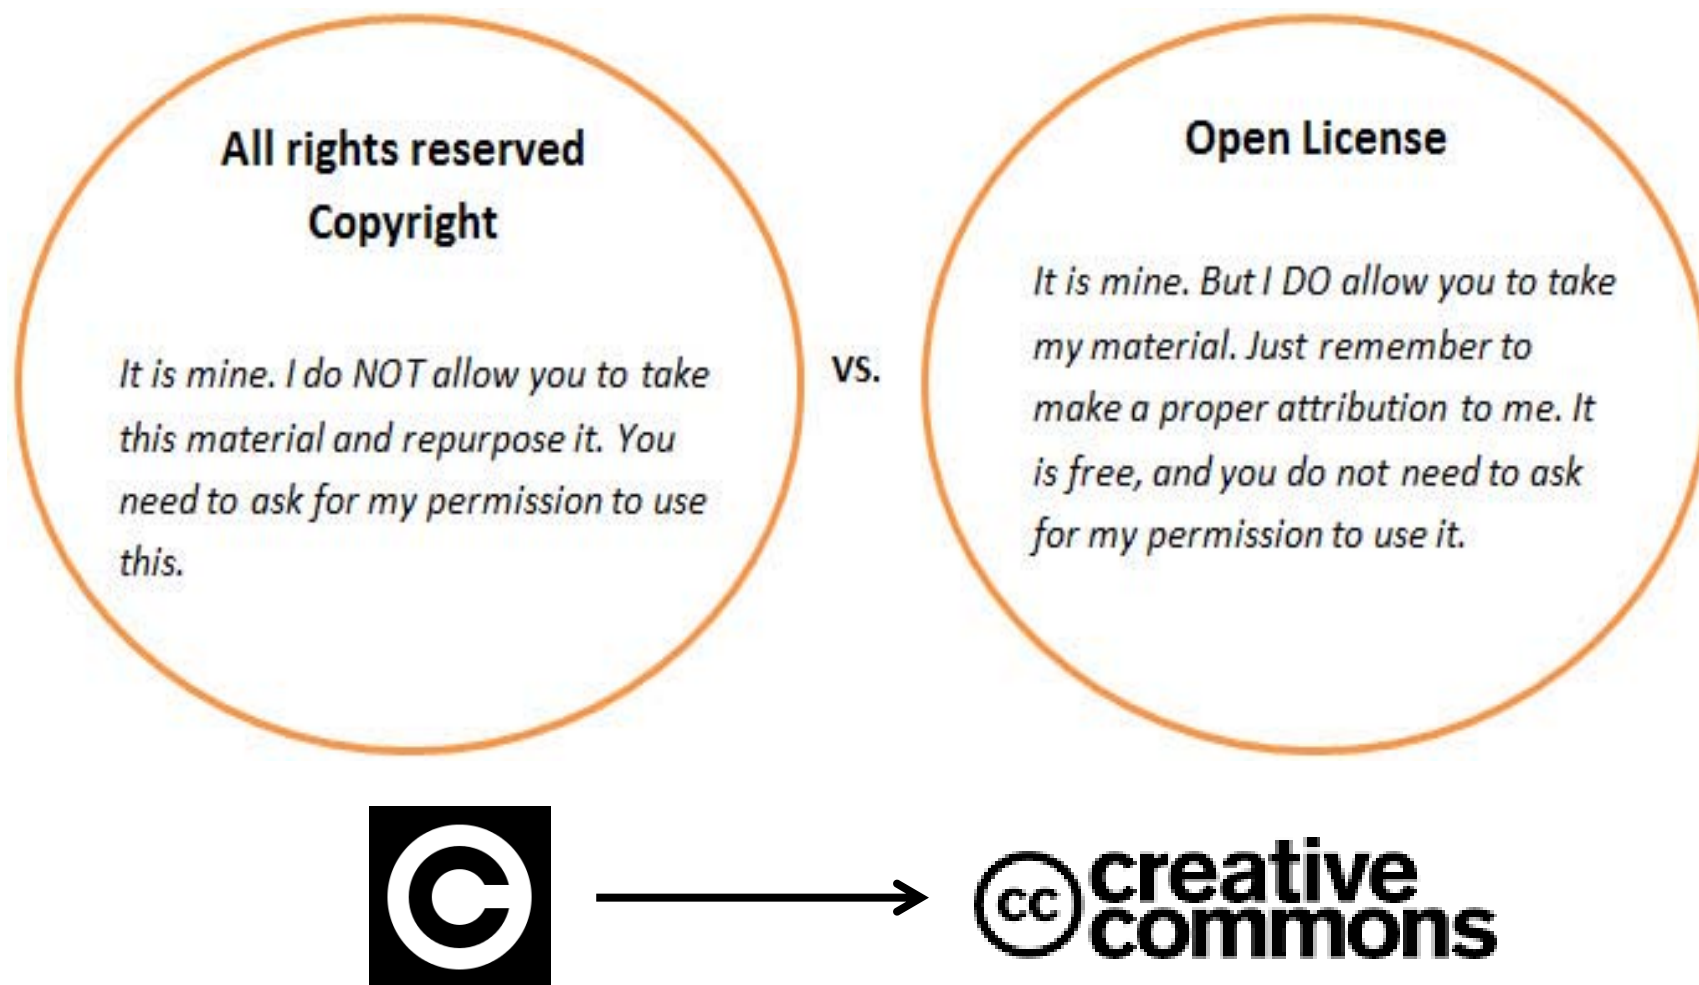 All rights reserved
Copyright
It is mine. I do NOT allow you to take
this material and repurpose it. You
need to ask for my permission to use
this.
vs.
Open License
It is mine. But I DO allow you to take
my material. Just remember to
make a proper attribution to me. It
is free, and you do not need to ask
for my permission to use it.
C
cc
creative
commons